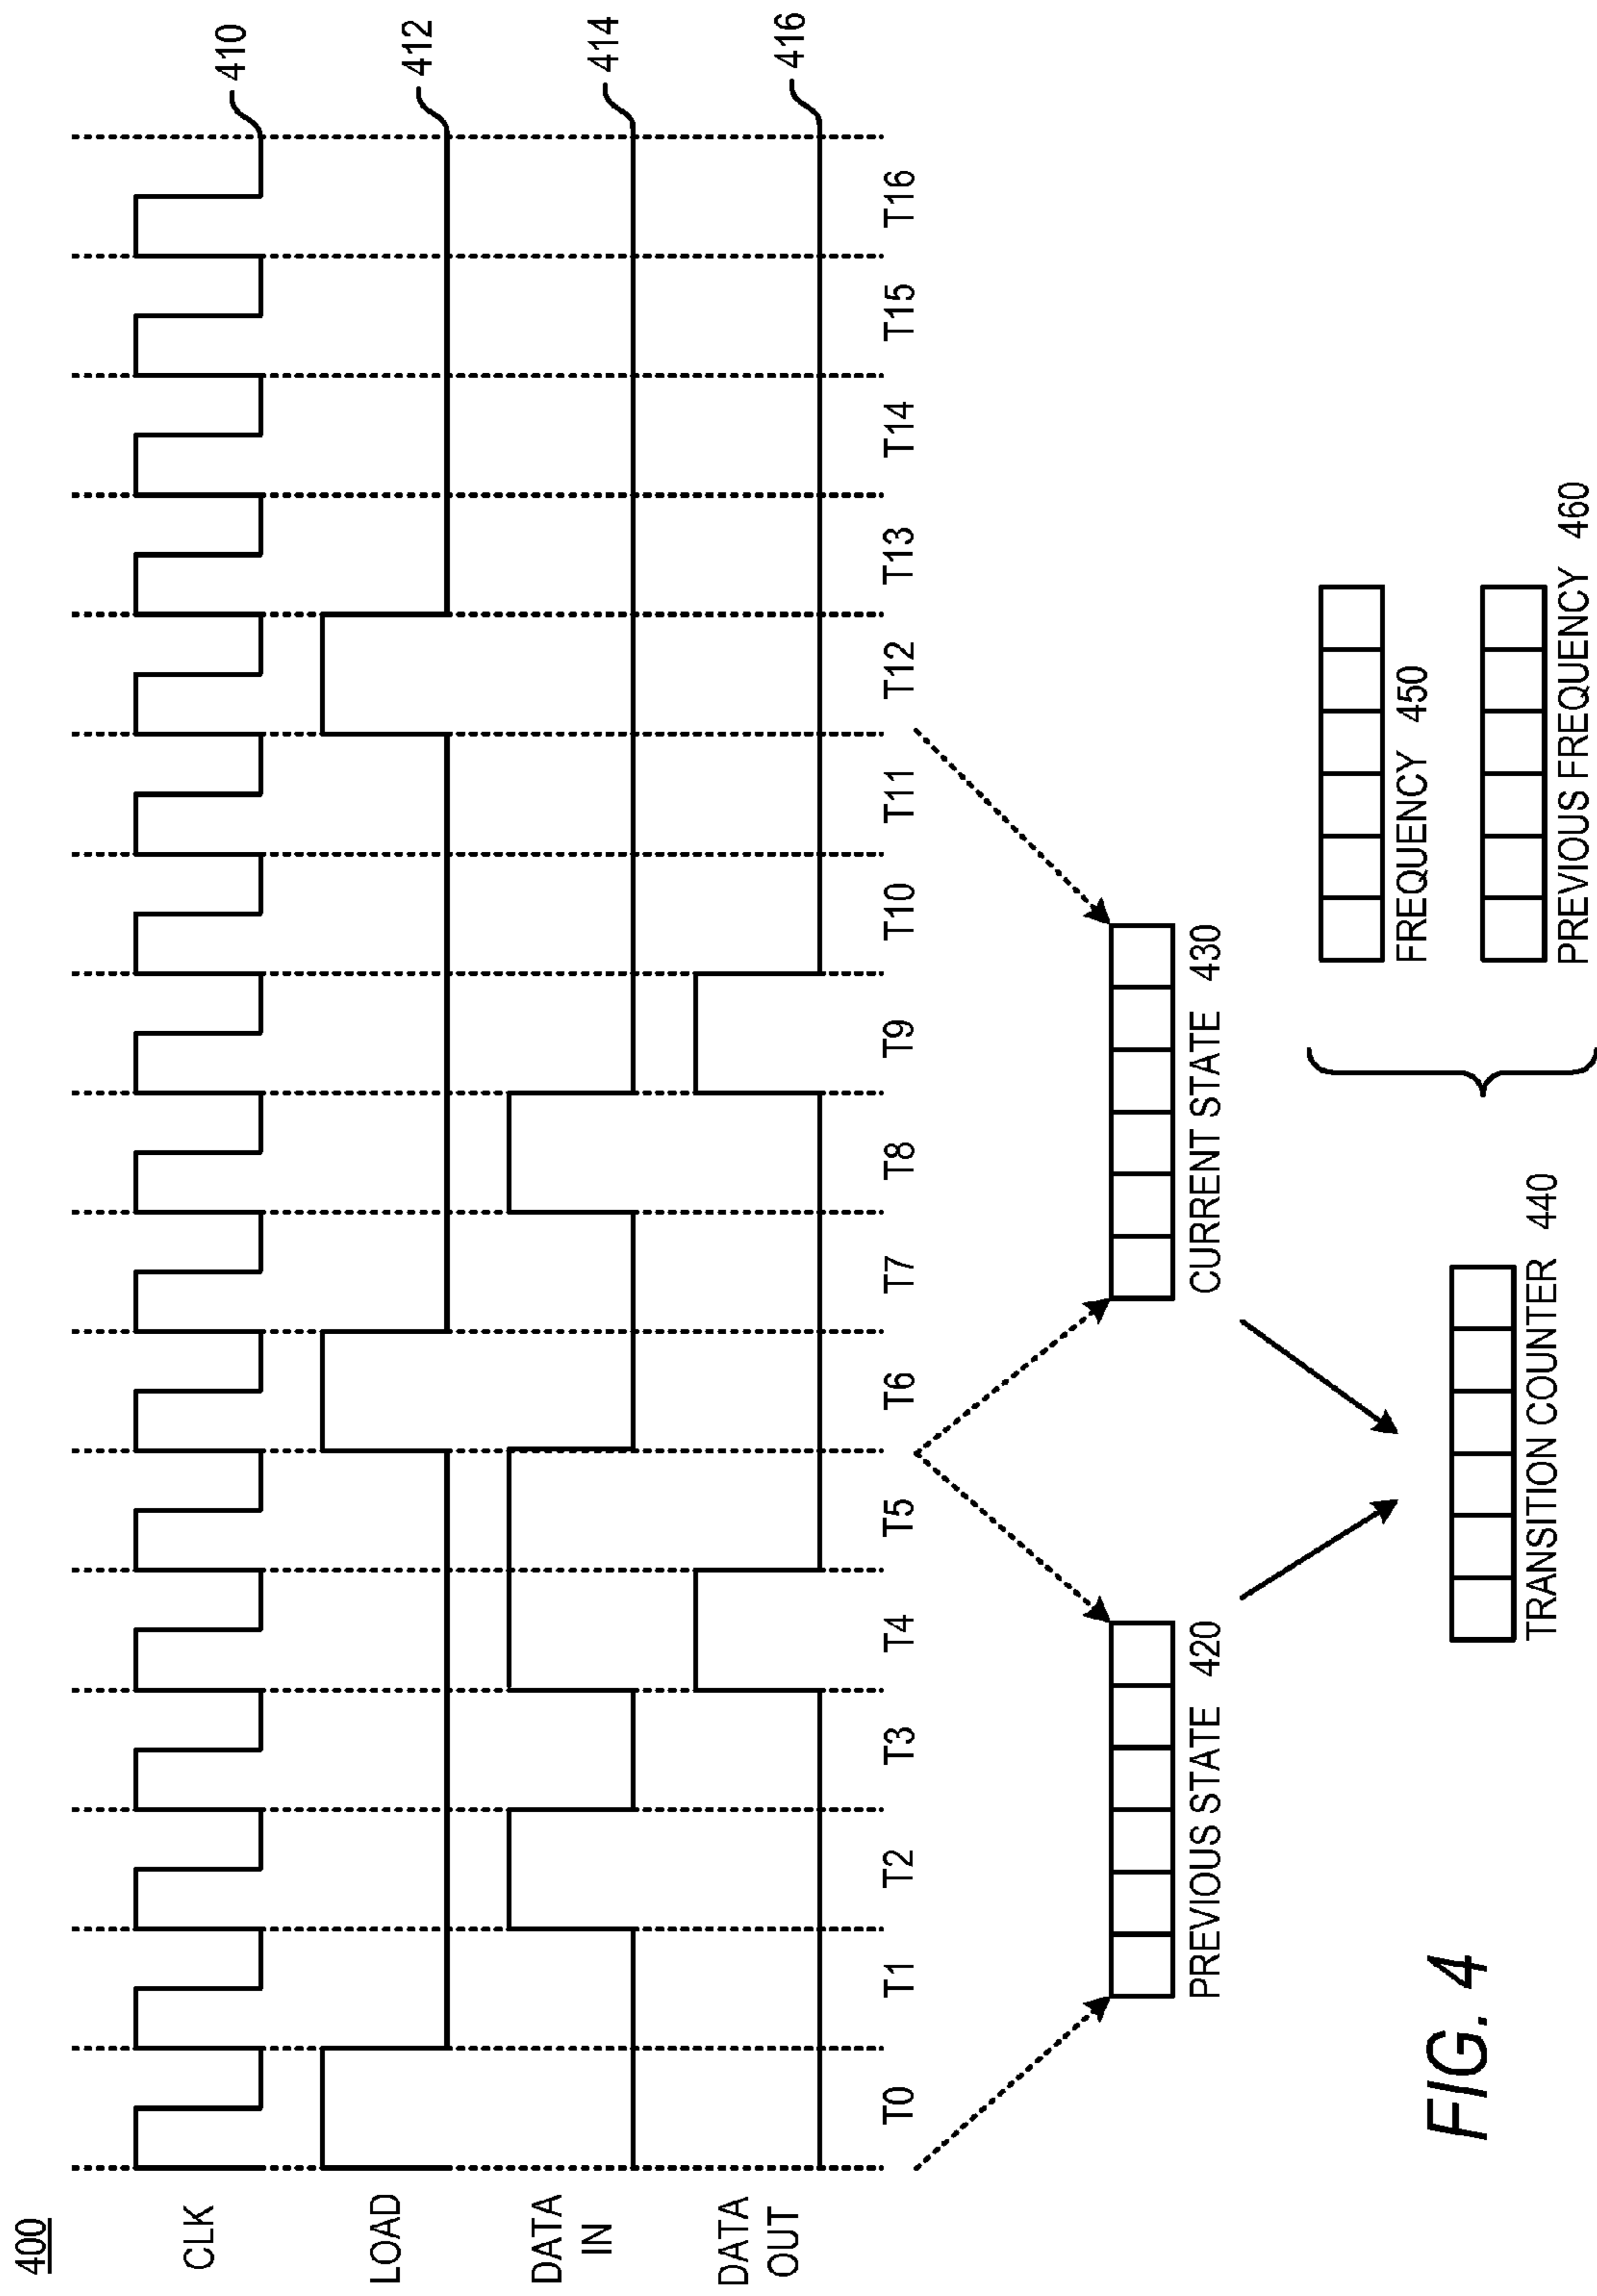 400
CLK
410
LOAD
412
DATA
IN
414
DATA
OUT
416
T0 T1 T2 T3 T4 T5 T6 T7 T8 T9 T10 T11 T12 T13 T14 T15 T16
PREVIOUS STATE 420
CURRENT STATE 430
FREQUENCY 450
TRANSITION COUNTER 440
PREVIOUS FREQUENCY 460
FIG. 4